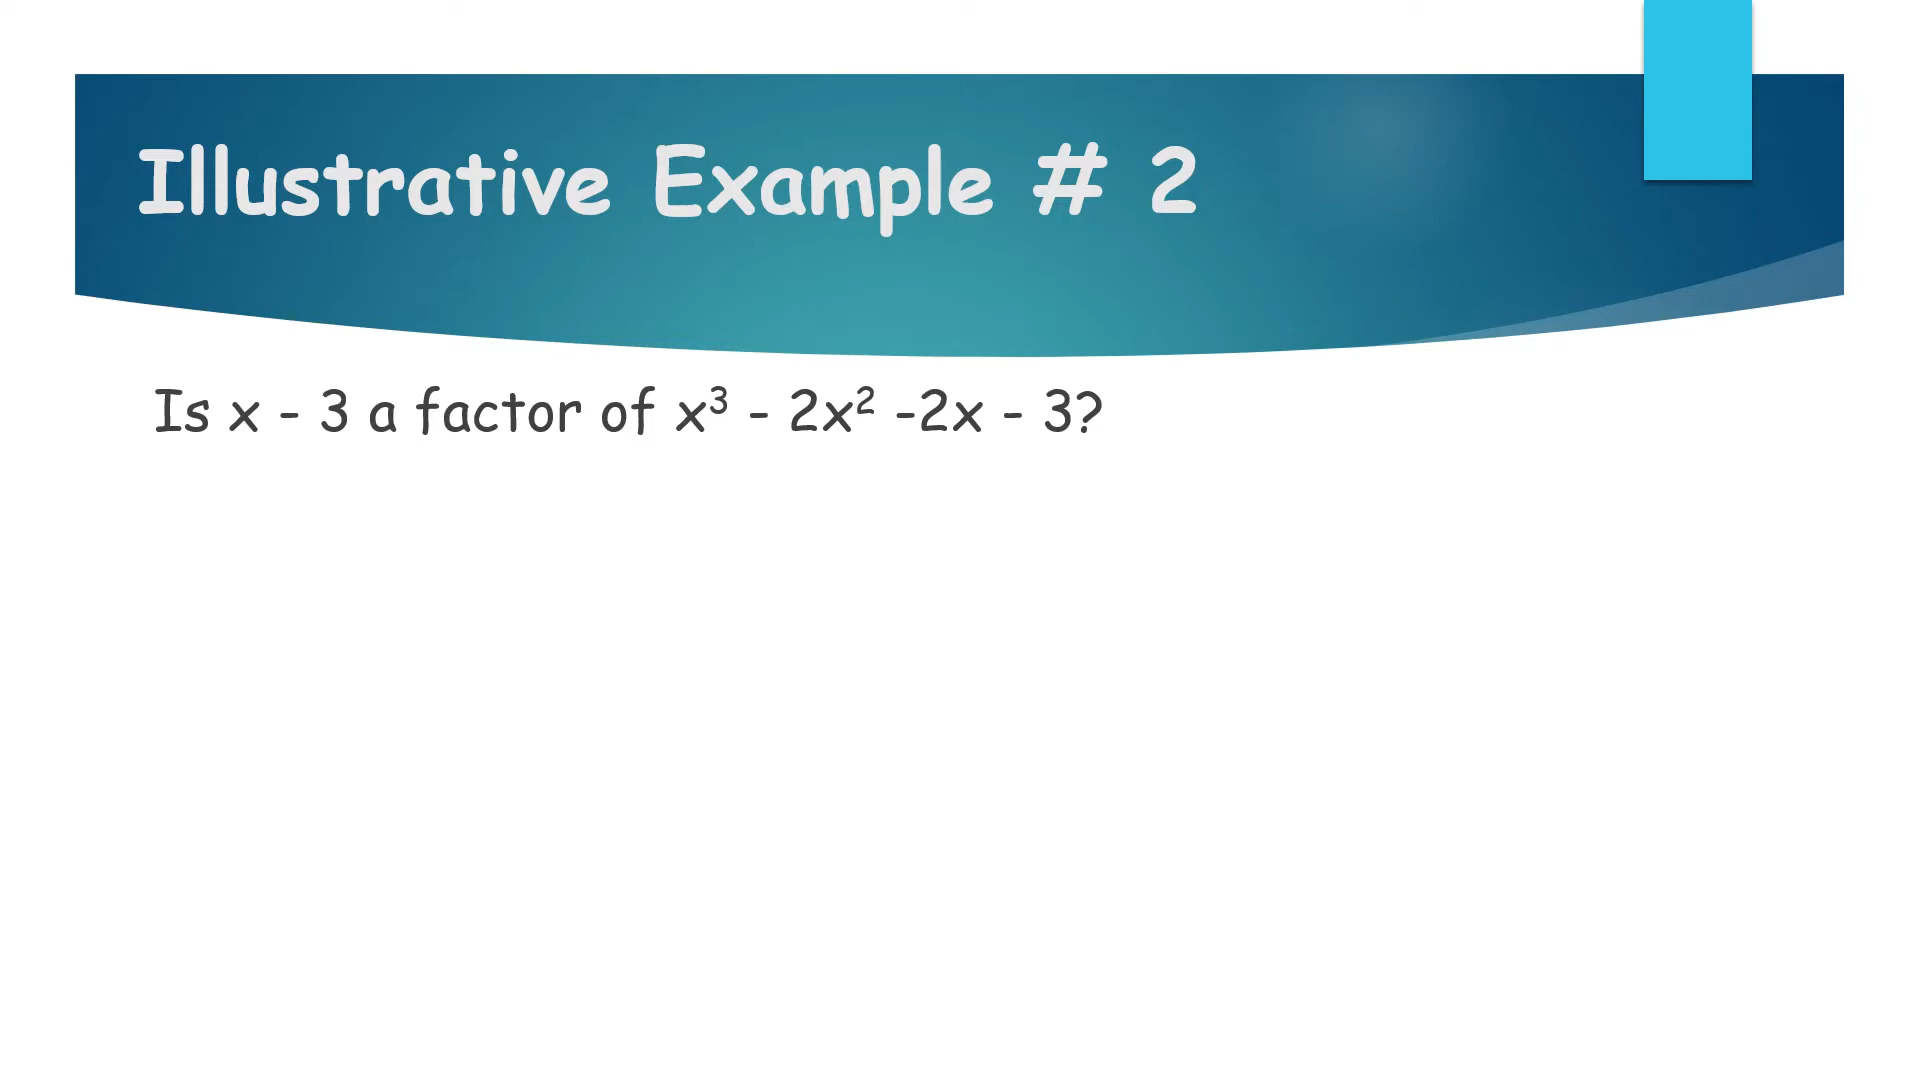 Illustrative Example # 2
Is x - 3 a factor of x³ - 2x² -2x - 3?